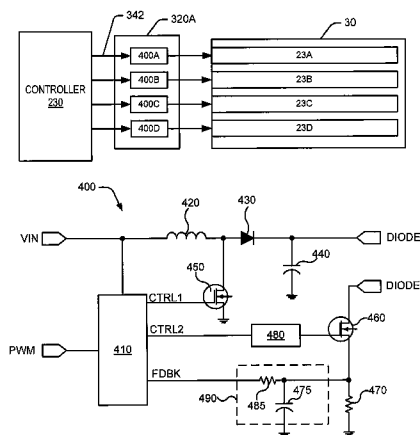 342
320A
30
CONTROLLER
230
400A
400B
400C
400D
23A
23B
23C
23D
400
420
430
VIN
DIODE
440
450
DIODE
CTRL1
460
CTRL2
480
410
PWM
FDBK
475
470
490
485